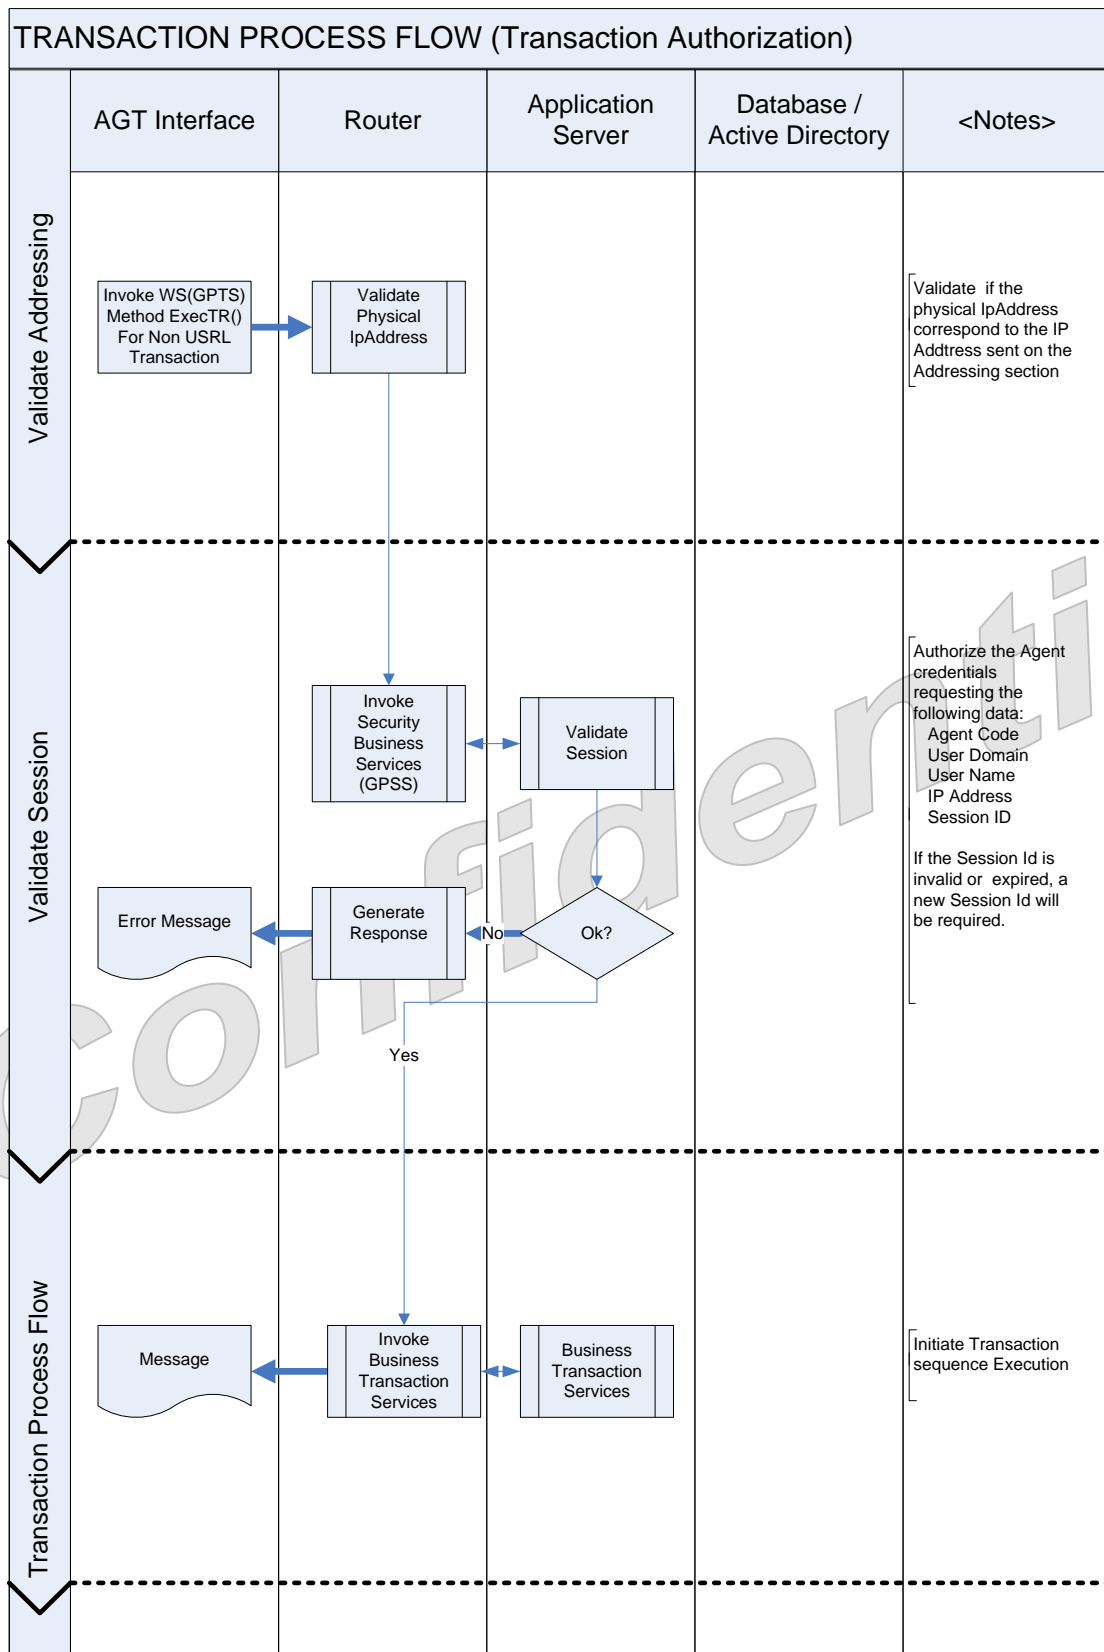 TRANSACTION PROCESS FLOW (Transaction Authorization)
AGT Interface
Router
Application
Server
Database /
Active Directory
<Notes>
Validate Addressing
Invoke WS(GPTS)
Method ExecTR()
For Non USRL
Transaction
Validate
Physical
IpAddress
Validate  if the
physical IpAddress
correspond to the IP
Addtress sent on the
Addressing section
Validate Session
Invoke
Security
Business
Services
(GPSS)
Validate
Session
Authorize the Agent
credentials
requesting the
following data:
Agent Code
User Domain
User Name
IP Address
Session ID
If the Session Id is
invalid or  expired, a
new Session Id will
be required.
Error Message
Generate
Response
No
Ok?
Yes
Transaction Process Flow
Message
Invoke
Business
Transaction
Services
Business
Transaction
Services
Initiate Transaction
sequence Execution
Confidenti